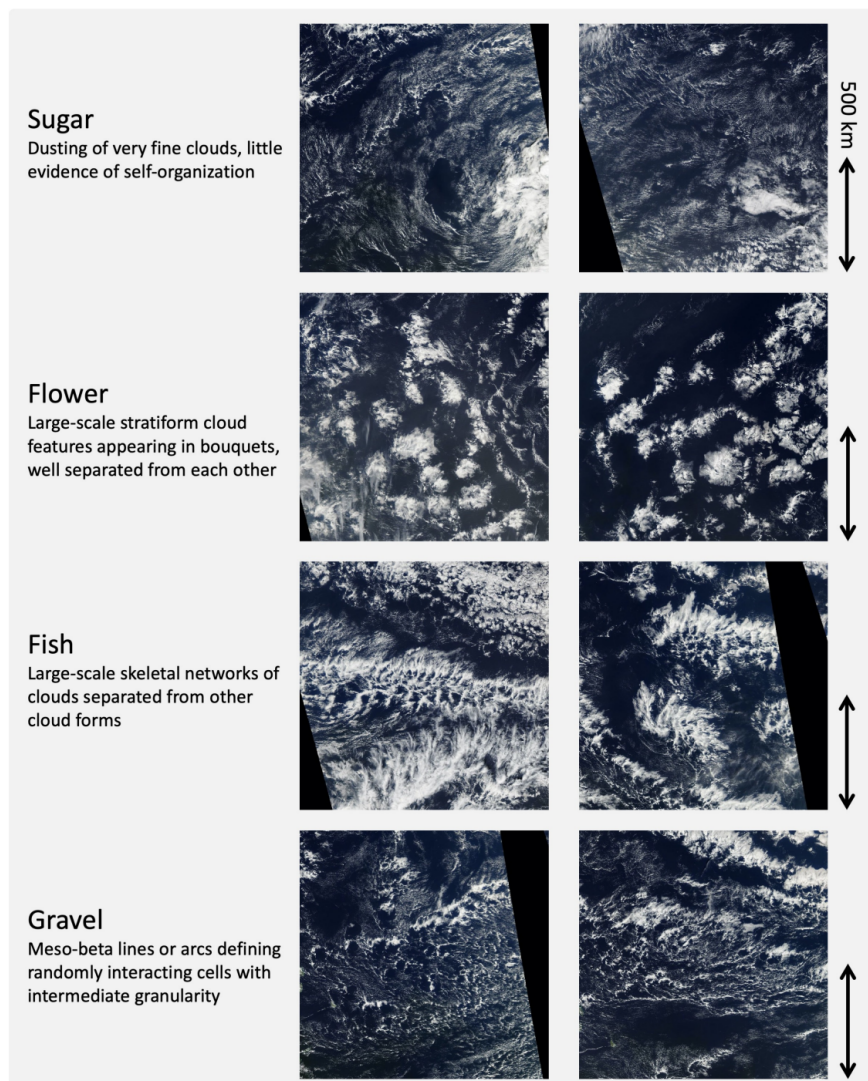 Sugar
Dusting of very fine clouds, little
evidence of self-organization
500 km
Flower
Large-scale stratiform cloud
features appearing in bouquets,
well separated from each other
Fish
Large-scale skeletal networks of
clouds separated from other
cloud forms
Gravel
Meso-beta lines or arcs defining
randomly interacting cells with
intermediate granularity